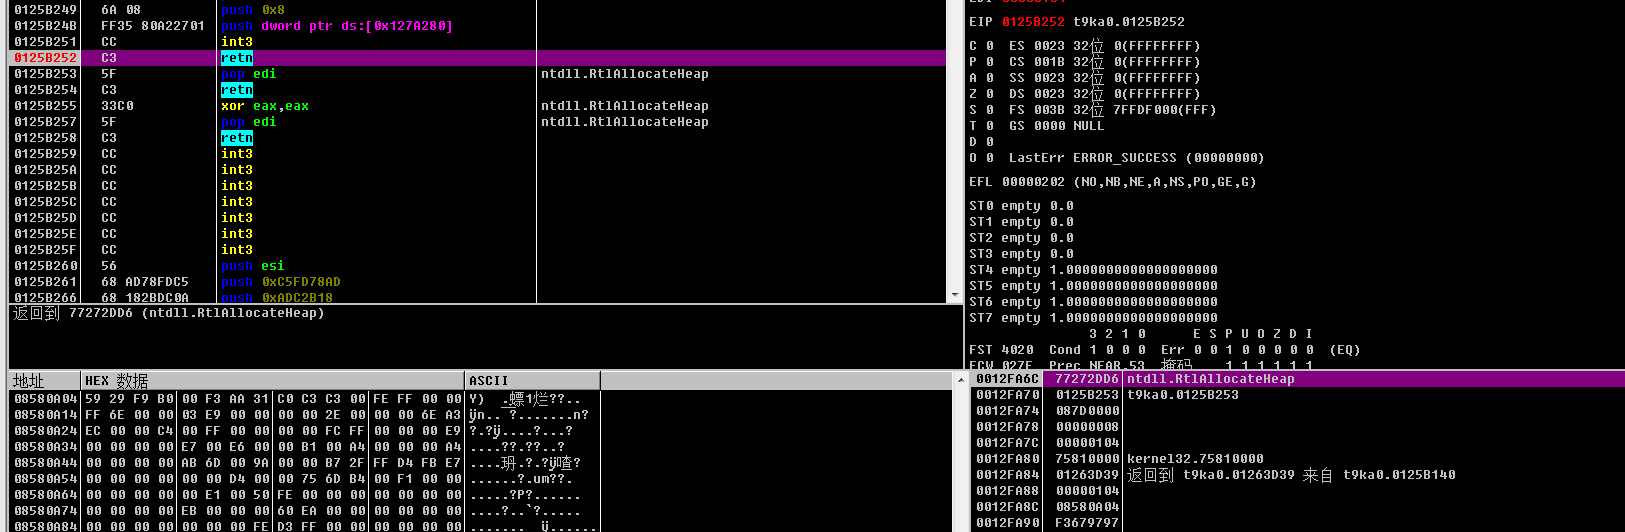 0125B249 6A 08 push 0x8
0125B24B FF35 80A22701 push dword ptr ds:[0x127A280]
0125B251 CC int3
0125B252 C3 retn
0125B253 5F pop edi ntdll.RtlAllocateHeap
0125B254 C3 retn
0125B255 33C0 xor eax,eax ntdll.RtlAllocateHeap
0125B257 5F pop edi ntdll.RtlAllocateHeap
0125B258 C3 retn
0125B259 CC int3
0125B25A CC int3
0125B25B CC int3
0125B25C CC int3
0125B25D CC int3
0125B25E CC int3
0125B25F CC int3
0125B260 56 push esi
0125B261 68 AD78FDC5 push 0xC5FD78AD
0125B266 68 182BDC0A push 0xADC2B18
返回到 77272DD6 (ntdll.RtlAllocateHeap)
EIP 0125B252 t9ka0.0125B252
C 0 ES 0023 32位 0(FFFFFFFF)
P 0 CS 001B 32位 0(FFFFFFFF)
A 0 SS 0023 32位 0(FFFFFFFF)
Z 0 DS 0023 32位 0(FFFFFFFF)
S 0 FS 003B 32位 7FFDF000(FFF)
T 0 GS 0000 NULL
D 0
O 0 LastErr ERROR_SUCCESS (00000000)
EFL 00000202 (NO,NB,NE,A,NS,PO,GE,G)
ST0 empty 0.0
ST1 empty 0.0
ST2 empty 0.0
ST3 empty 0.0
ST4 empty 1.0000000000000000000
ST5 empty 1.0000000000000000000
ST6 empty 1.0000000000000000000
ST7 empty 1.0000000000000000000
3 2 1 0 E S P U O Z D I
FST 4020 Cond 1 0 0 0 Err 0 0 1 0 0 0 0 0 (EQ)
FCW 027F Prec NEAR,53 掩码 1 1 1 1 1 1
地址 HEX 数据 ASCII
08580A04 59 29 F9 B0 00 F3 AA 31 C0 C3 C3 00 FE FF 00 00 Y) .螵1烂??..
08580A14 FF 6E 00 00 03 E9 00 00 00 00 2E 00 00 00 6E A3 ÿn.. ?.......n?
08580A24 EC 00 00 C4 00 FF 00 00 00 00 FC FF 00 00 00 E9 ?.?ÿ....?...?
08580A34 00 00 00 00 E7 00 E6 00 00 B1 00 A4 00 00 00 A4 ....??.??..?
08580A44 00 00 00 00 AB 6D 00 9A 00 00 B7 2F FF D4 FB E7 ....玬.?.?ÿ喳?
08580A54 00 00 00 00 00 00 D4 00 00 75 6D B4 00 F1 00 00 ......?.um??.
08580A64 00 00 00 00 00 E1 00 50 FE 00 00 00 00 00 00 00 .....?P?......
08580A74 00 00 00 00 EB 00 00 00 60 EA 00 00 00 00 00 00 ....?..`?.....
08580A84 00 00 00 00 00 00 00 FE D3 FF 00 00 00 00 00 00 ....... ÿ......
0012FA6C 77272DD6 ntdll.RtlAllocateHeap
0012FA70 0125B253 t9ka0.0125B253
0012FA74 087D0000
0012FA78 00000008
0012FA7C 00000104
0012FA80 75810000 kernel32.75810000
0012FA84 01263D39 返回到 t9ka0.01263D39 来自 t9ka0.0125B140
0012FA88 00000104
0012FA8C 08580A04
0012FA90 F3679797